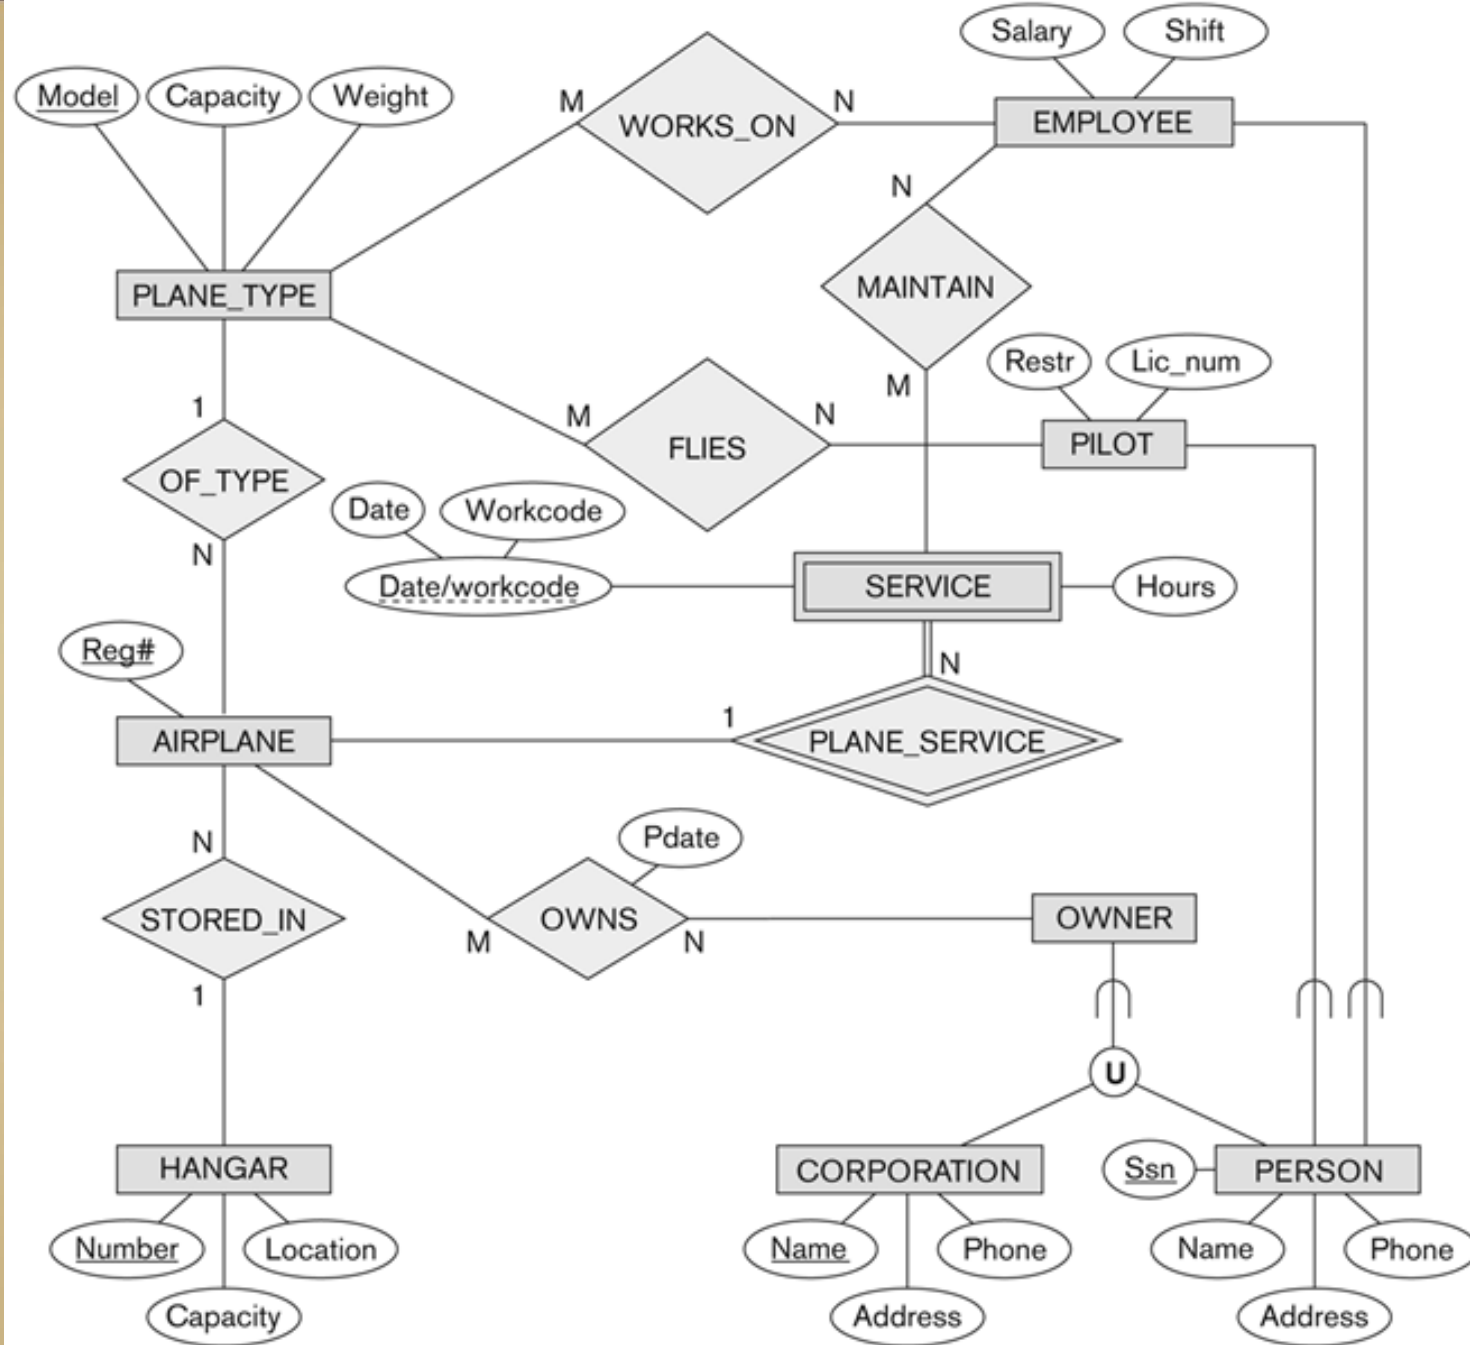 Salary
Shift
Model
Capacity
Weight
M
WORKS_ON
N
EMPLOYEE
N
PLANE_TYPE
MAINTAIN
Restr
Lic_num
M
1
M
FLIES
N
PILOT
OF_TYPE
Date
Workcode
N
Date/workcode
SERVICE
Hours
Reg#
N
1
AIRPLANE
PLANE_SERVICE
Pdate
N
STORED_IN
OWNS
OWNER
M
N
1
U
HANGAR
CORPORATION
Ssn
PERSON
Number
Location
Name
Phone
Name
Phone
Capacity
Address
Address